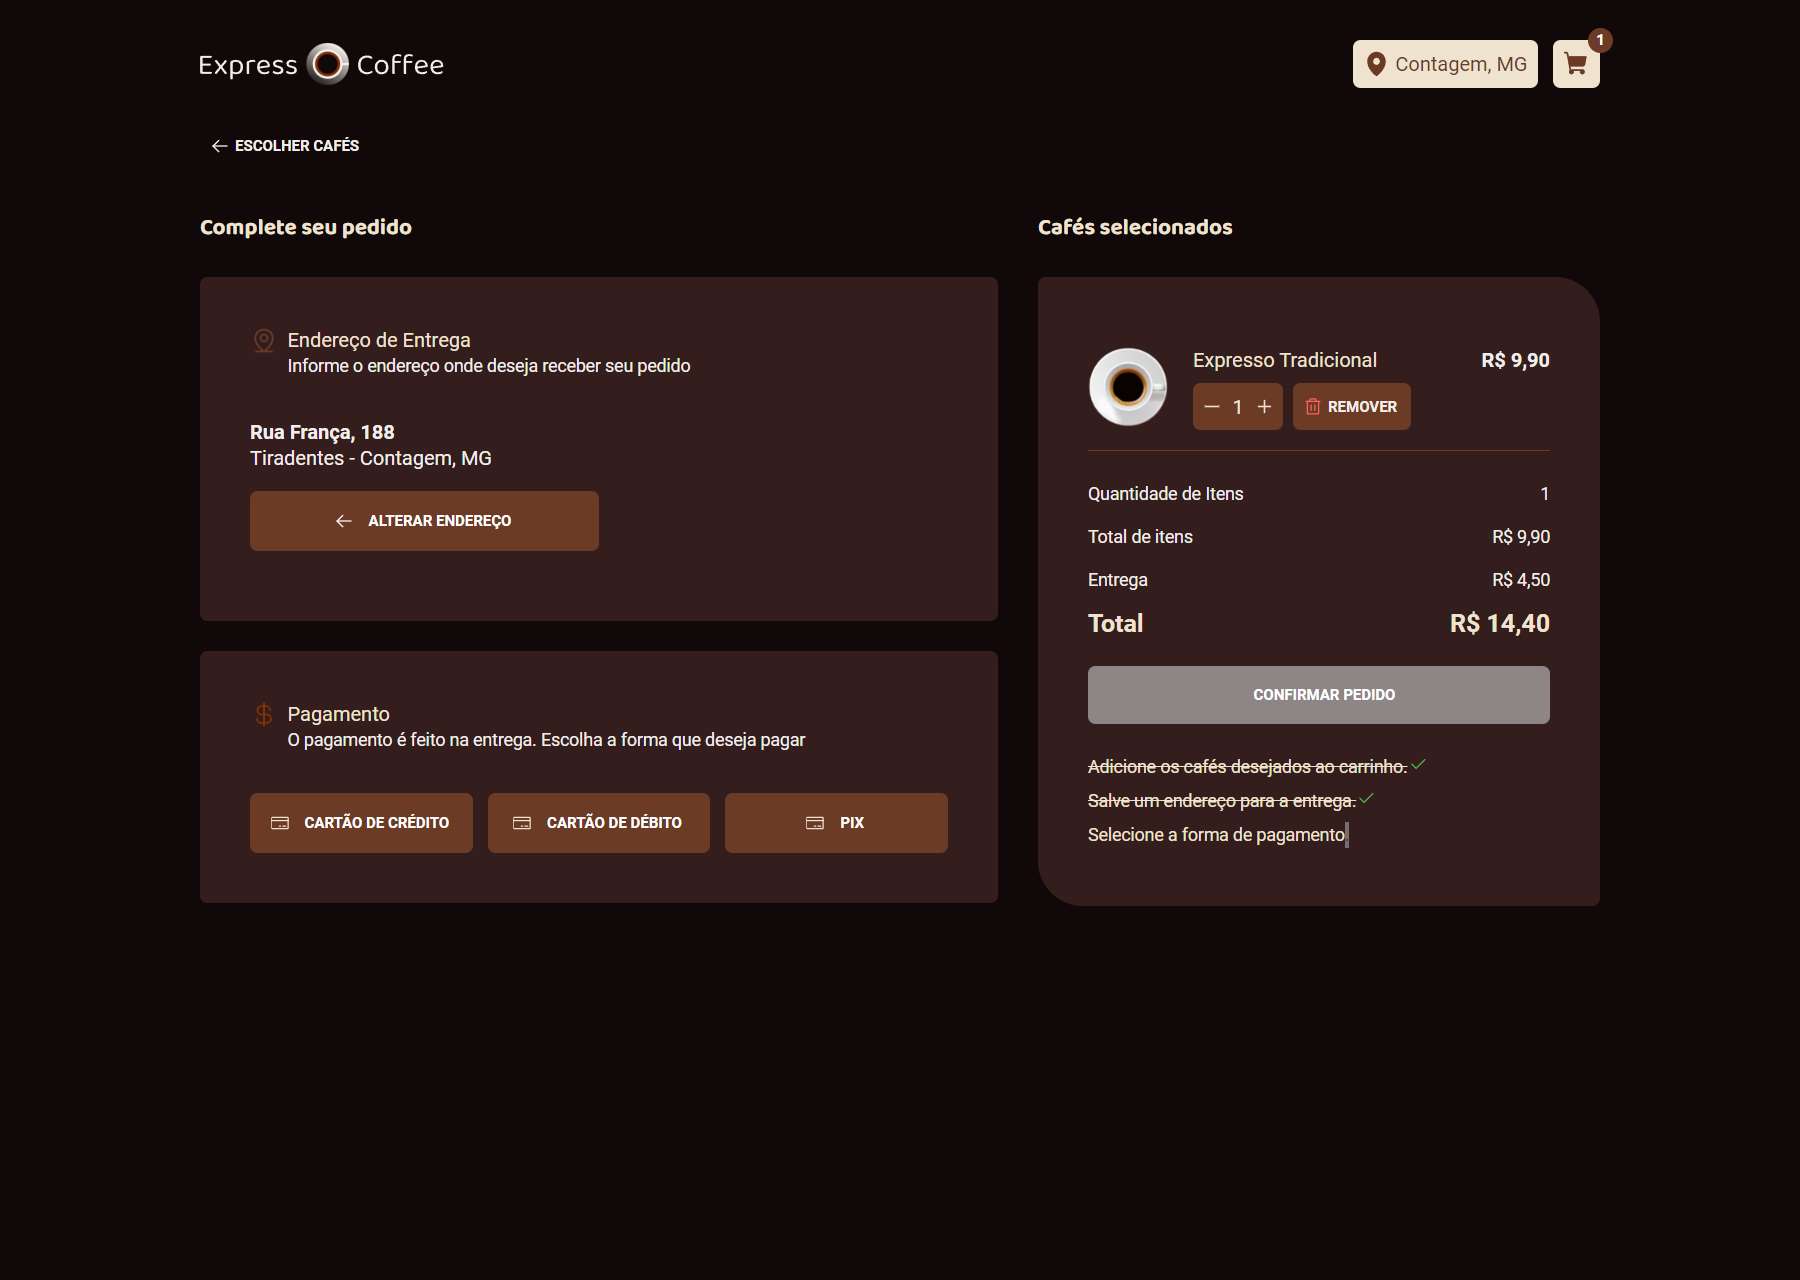 Express Coffee
Contagem, MG
1
ESCOLHER CAFÉS
Complete seu pedido
Endereço de Entrega
Informe o endereço onde deseja receber seu pedido
Rua França, 188
Tiradentes - Contagem, MG
ALTERAR ENDEREÇO
Pagamento
O pagamento é feito na entrega. Escolha a forma que deseja pagar
CARTÃO DE CRÉDITO
CARTÃO DE DÉBITO
PIX
Cafés selecionados
Expresso Tradicional R$ 9,90
1
REMOVER
Quantidade de Itens 1
Total de itens R$ 9,90
Entrega R$ 4,50
Total R$ 14,40
CONFIRMAR PEDIDO
Adicione os cafés desejados ao carrinho.
Salve um endereço para a entrega.
Selecione a forma de pagamento